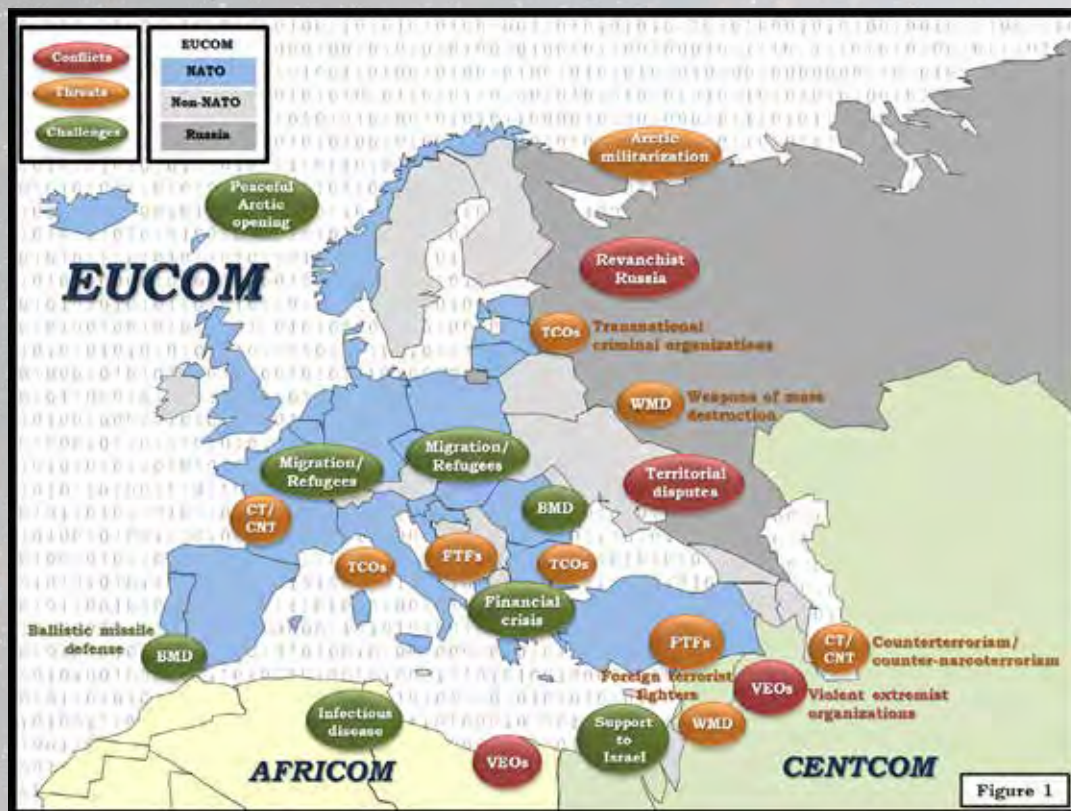 Conflicts
Threats
Challenges
EUCOM
NATO
Non-NATO
Russia
Arctic
militarization
Peaceful
Arctic
opening
EUCOM
Revanchist
Russia
TCOs
Transnational
criminal organizations
WMD
Weapons of mass
destruction
Migration/
Refugees
Migration/
Refugees
Territorial
disputes
CT/
CNT
BMD
TCOs
FTFs
TCOs
Financial
crisis
Ballistic missile
defense
BMD
FTFs
Foreign terrorist
fighters
CT/
CNT
Counterterrorism/
counter-narcoterrorism
VEOs
Violent extremist
organizations
Infectious
disease
Support
to
Israel
WMD
VEOs
AFRICOM
CENTCOM
Figure 1